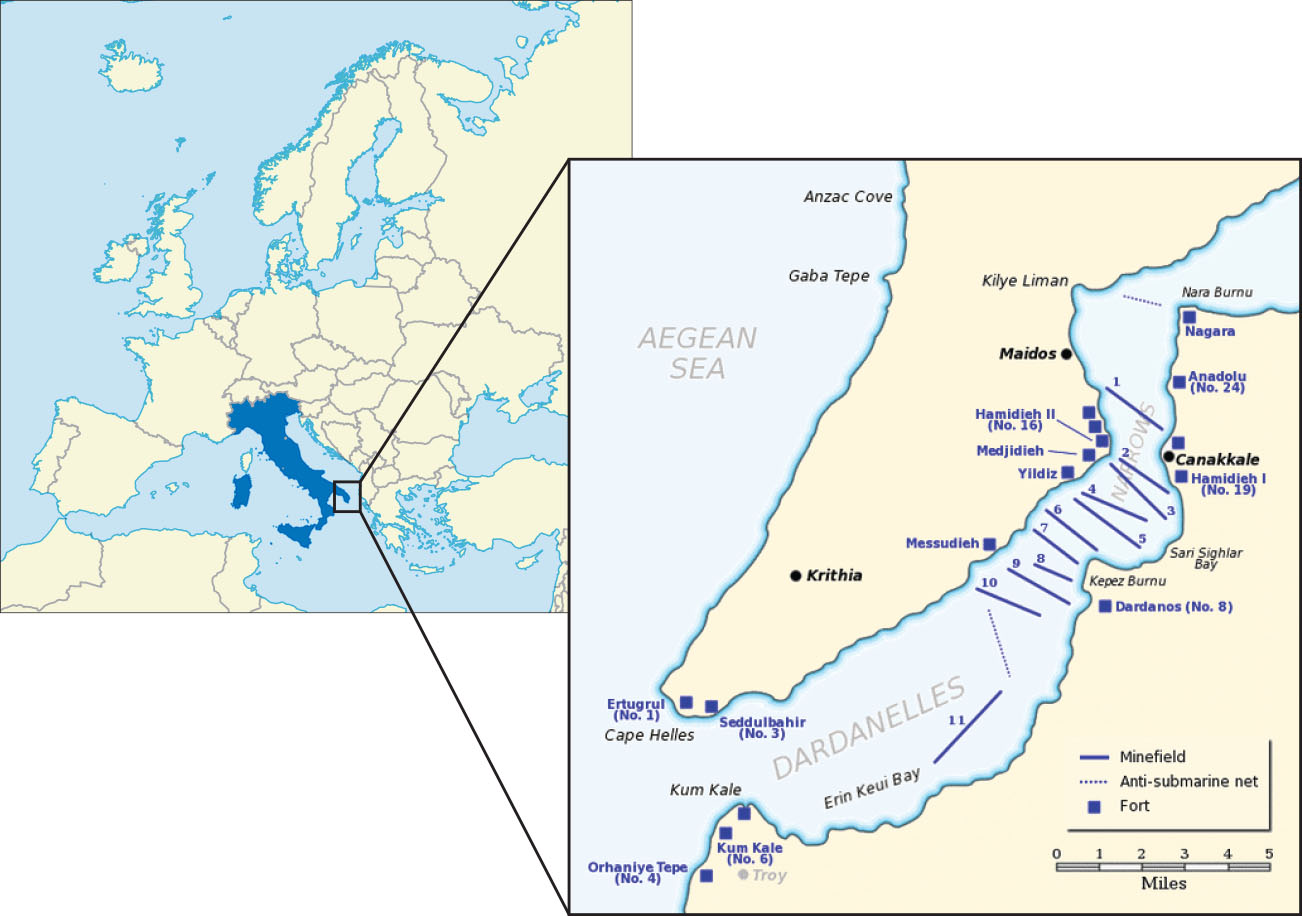 Anzac Cove
Gaba Tepe
Kilye Liman
Nara Burnu
Nagara
AEGEAN
SEA
Maidos
Anadolu
(No. 24)
1
Hamidieh II
(No. 16)
NARROWS
Medjidieh
2
Canakkale
Yildiz
Hamidieh I
(No. 19)
4
3
6
7
5
Messudieh
Sari Sighlar
Bay
8
9
10
Krithia
Kepez Burnu
Dardanos (No. 8)
Ertugrul
(No. 1)
Seddulbahir
(No. 3)
Cape Helles
DARDANELLES
11
Erin Keui Bay
Kum Kale
Kum Kale
(No. 6)
Orhaniye Tepe
(No. 4)
Troy
Minefield
Anti-submarine net
Fort
0 1 2 3 4 5
Miles